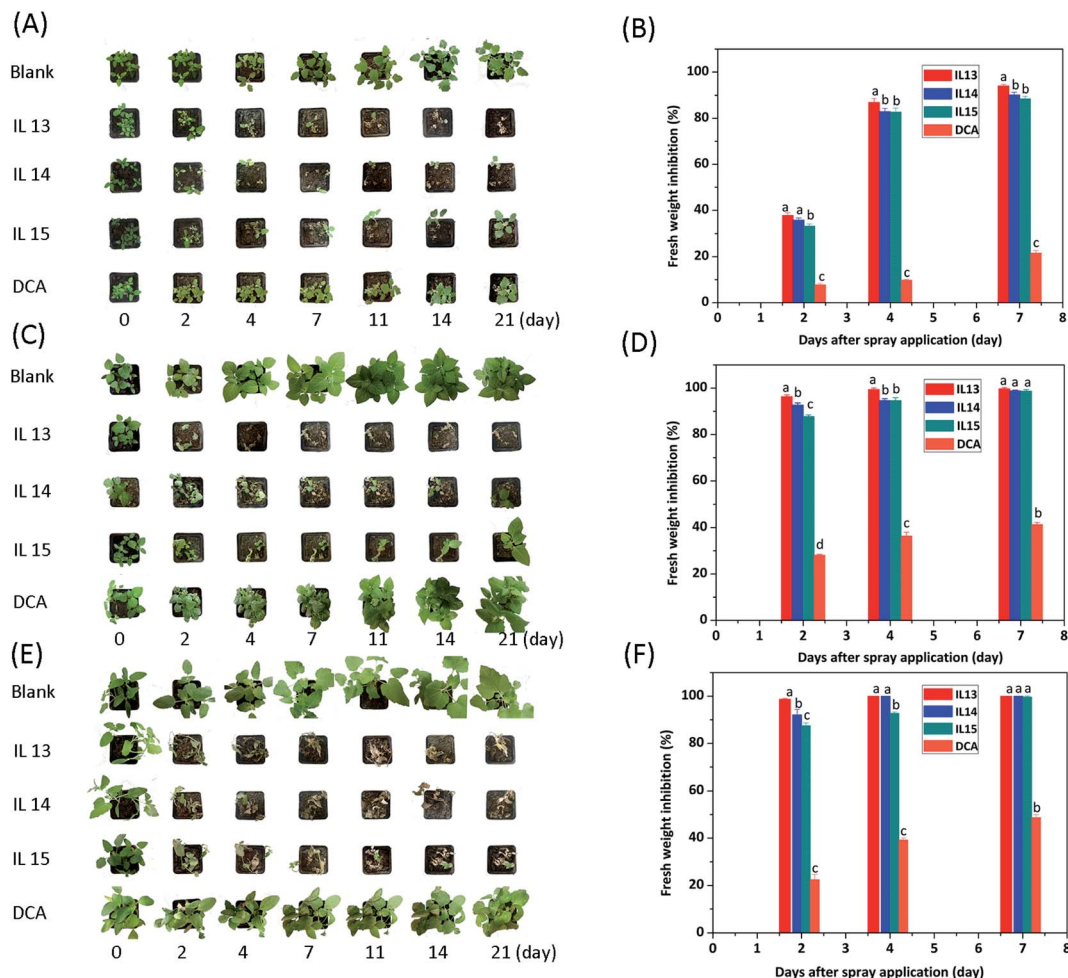 (A)
Blank
IL 13
IL 14
IL 15
DCA
0 2 4 7 11 14 21 (day)
(B)
Fresh weight inhibition (%)
100
80
60
40
20
0
IL13
IL14
IL15
DCA
a a b c
a b b c
a b b c
0 1 2 3 4 5 6 7 8
Days after spray application (day)
(C)
Blank
IL 13
IL 14
IL 15
DCA
0 2 4 7 11 14 21 (day)
(D)
Fresh weight inhibition (%)
100
80
60
40
20
0
IL13
IL14
IL15
DCA
a b c d
a b b c
a a a b
0 1 2 3 4 5 6 7 8
Days after spray application (day)
(E)
Blank
IL 13
IL 14
IL 15
DCA
0 2 4 7 11 14 21 (day)
(F)
Fresh weight inhibition (%)
100
80
60
40
20
0
IL13
IL14
IL15
DCA
a b c c
a a b c
a a a b
0 1 2 3 4 5 6 7 8
Days after spray application (day)